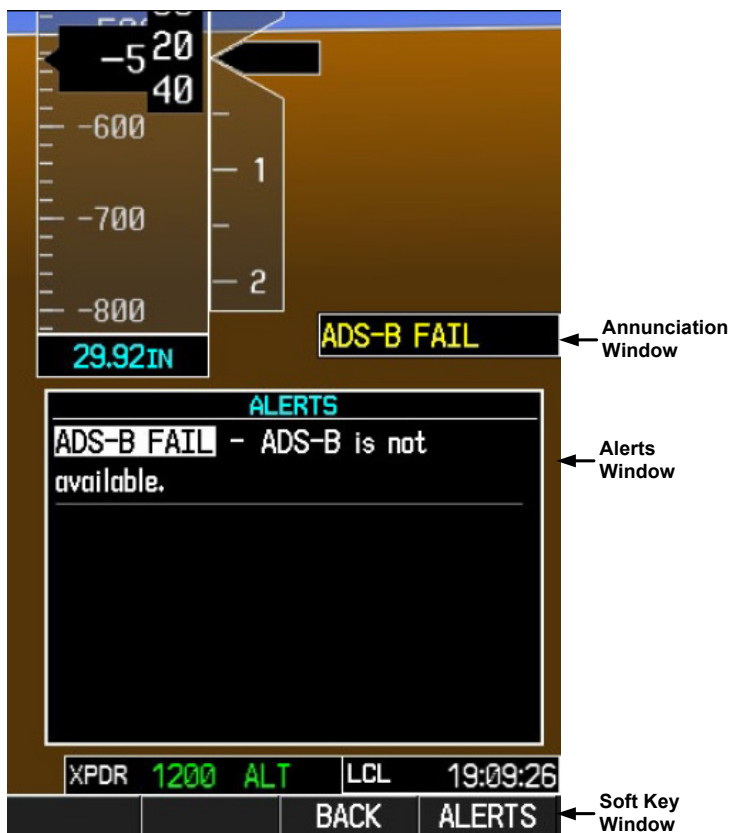 20
-5
40
-600
1
-700
2
-800
29.92IN
ADS-B FAIL
Annunciation
Window
ALERTS
ADS-B FAIL - ADS-B is not
available.
Alerts
Window
XPDR 1200 ALT LCL 19:09:26
BACK ALERTS
Soft Key
Window